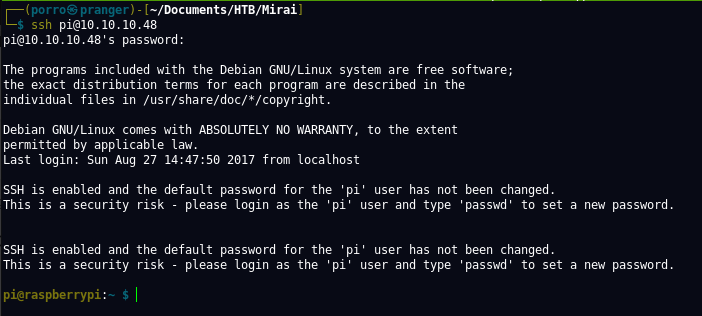 ┌──(porro㉿pranger)-[~/Documents/HTB/Mirai]
└─$ ssh pi@10.10.10.48
pi@10.10.10.48's password:
The programs included with the Debian GNU/Linux system are free software;
the exact distribution terms for each program are described in the
individual files in /usr/share/doc/*/copyright.
Debian GNU/Linux comes with ABSOLUTELY NO WARRANTY, to the extent
permitted by applicable law.
Last login: Sun Aug 27 14:47:50 2017 from localhost
SSH is enabled and the default password for the 'pi' user has not been changed.
This is a security risk - please login as the 'pi' user and type 'passwd' to set a new password.
SSH is enabled and the default password for the 'pi' user has not been changed.
This is a security risk - please login as the 'pi' user and type 'passwd' to set a new password.
pi@raspberrypi:~ $